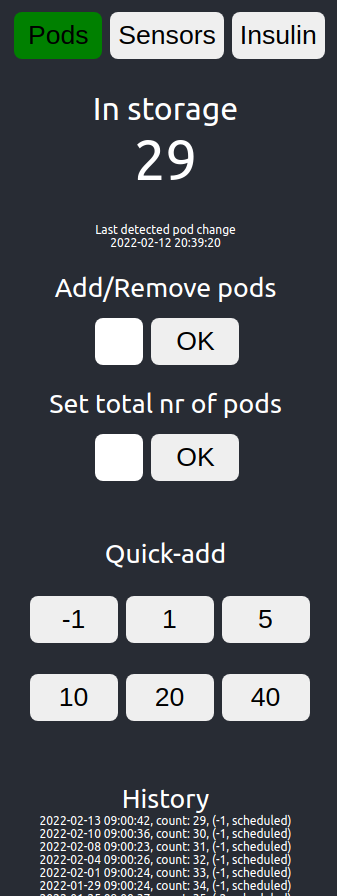 Pods Sensors Insulin
In storage
29
Last detected pod change
2022-02-12 20:39:20
Add/Remove pods
OK
Set total nr of pods
OK
Quick-add
-1 1 5
10 20 40
History
2022-02-13 09:00:42, count: 29, (-1, scheduled)
2022-02-10 09:00:36, count: 30, (-1, scheduled)
2022-02-08 09:00:23, count: 31, (-1, scheduled)
2022-02-04 09:00:26, count: 32, (-1, scheduled)
2022-02-01 09:00:24, count: 33, (-1, scheduled)
2022-01-29 09:00:24, count: 34, (-1, scheduled)